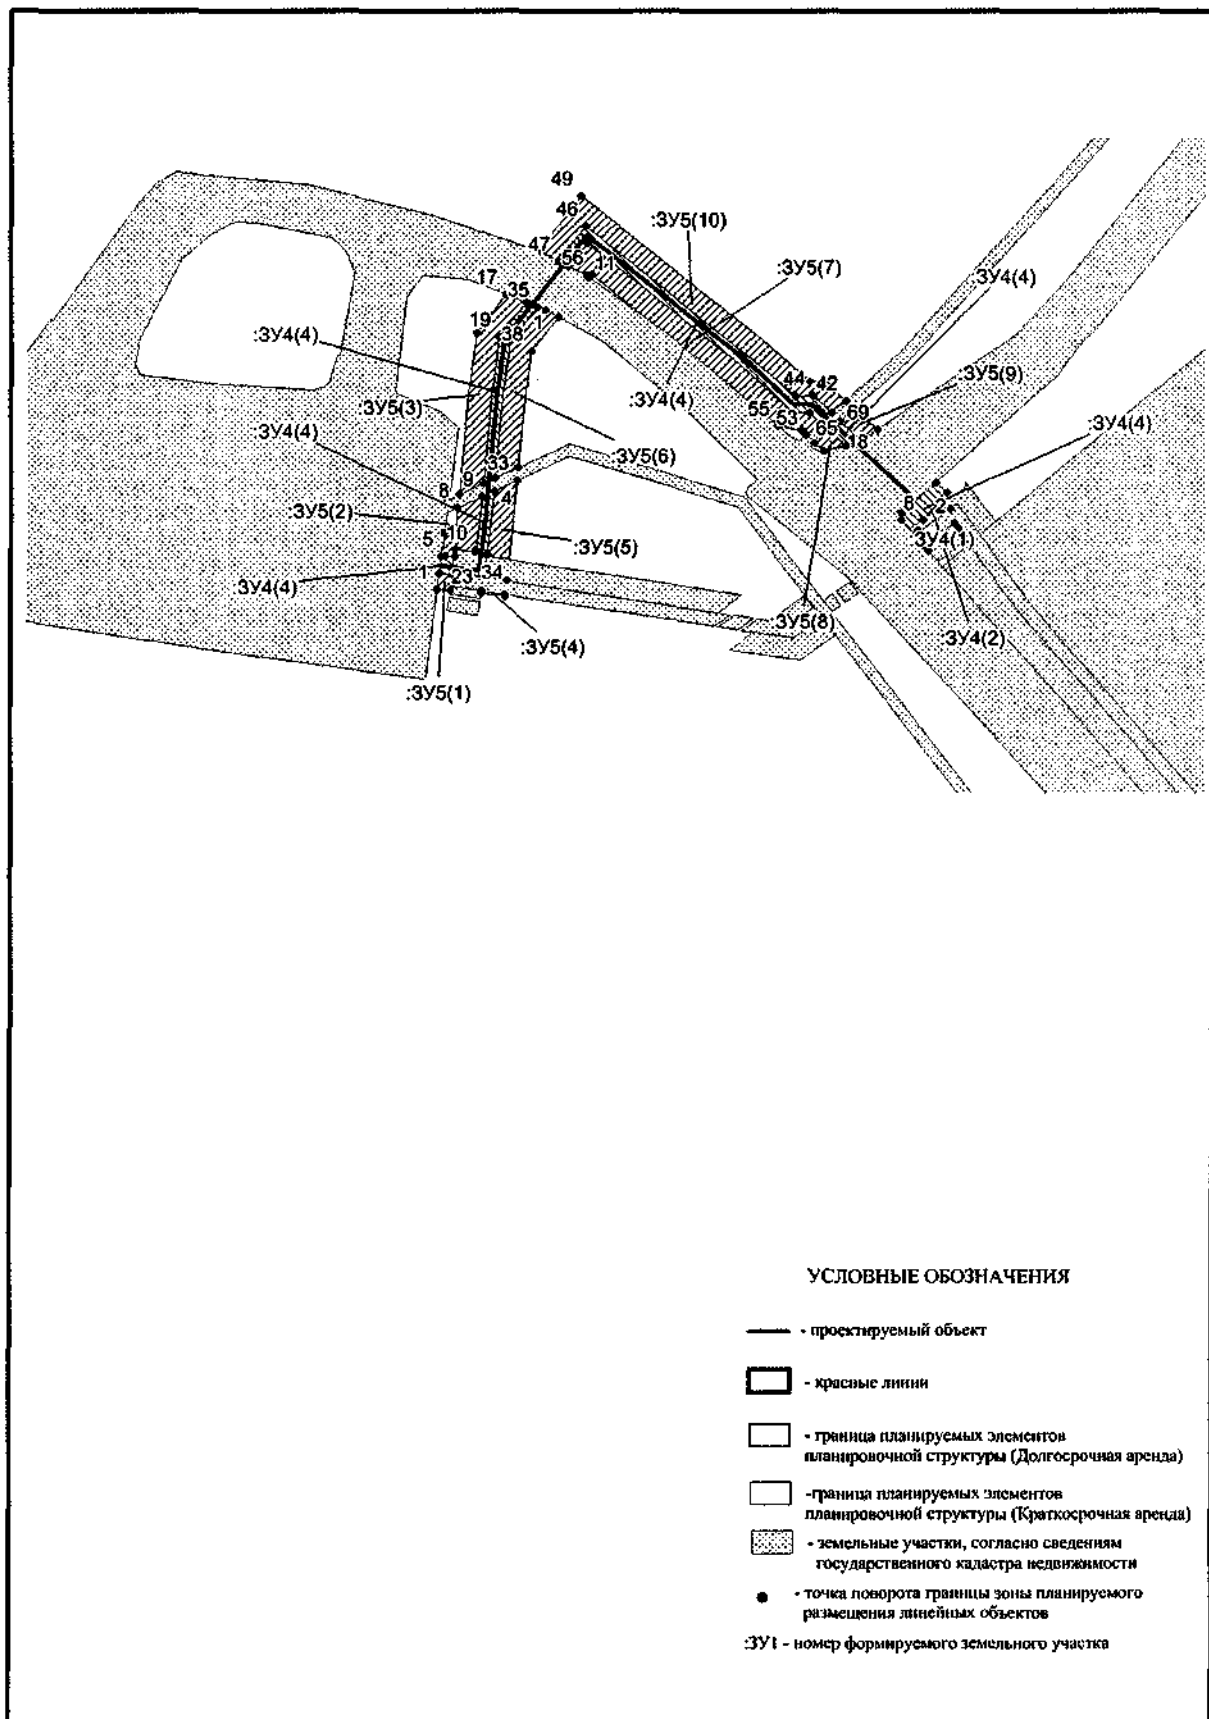 49
46
:ЗУ5(10)
47
56
11
:ЗУ5(7)
ЗУ4(4)
17
35
19
38
1
:ЗУ4(4)
:ЗУ5(3)
:ЗУ4(4)
44
42
:ЗУ5(9)
55
53
69
65
18
:ЗУ4(4)
:ЗУ4(4)
:ЗУ5(6)
33
9
8
4
:ЗУ5(2)
10
5
:ЗУ5(5)
8
2
ЗУ4(1)
ЗУ4(4)
1
23
34
:ЗУ5(8)
:ЗУ4(2)
:ЗУ5(4)
:ЗУ5(1)
УСЛОВНЫЕ ОБОЗНАЧЕНИЯ
- проектируемый объект
- красные линии
- граница планируемых элементов
планировочной структуры (Долгосрочная аренда)
-граница планируемых элементов
планировочной структуры (Краткосрочная аренда)
- земельные участки, согласно сведениям
государственного кадастра недвижимости
- точка поворота границы зоны планируемого
размещения линейных объектов
:ЗУ1 - номер формируемого земельного участка